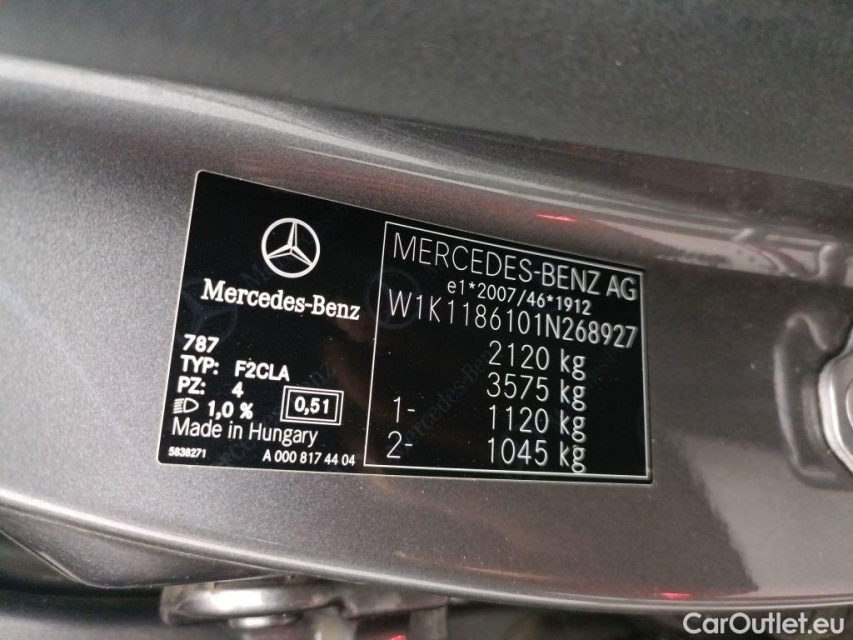 Mercedes-Benz
787
TYP: F2CLA
PZ: 4
1,0 % 0,51
Made in Hungary
5838271 A 000 817 44 04
MERCEDES-BENZ AG
e1*2007/46*1912
W1K1186101N268927
2120 kg
3575 kg
1- 1120 kg
2- 1045 kg
CarOutlet.eu